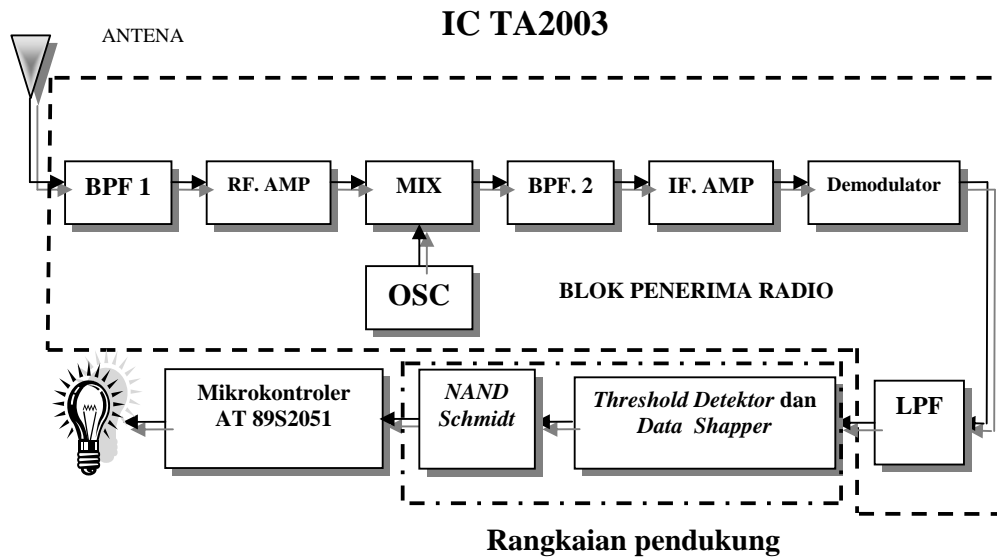 IC TA2003
ANTENA
BPF 1
RF. AMP
MIX
BPF. 2
IF. AMP
Demodulator
OSC
BLOK PENERIMA RADIO
Mikrokontroler
AT 89S2051
NAND
Schmidt
Threshold Detektor dan
Data Shapper
LPF
Rangkaian pendukung